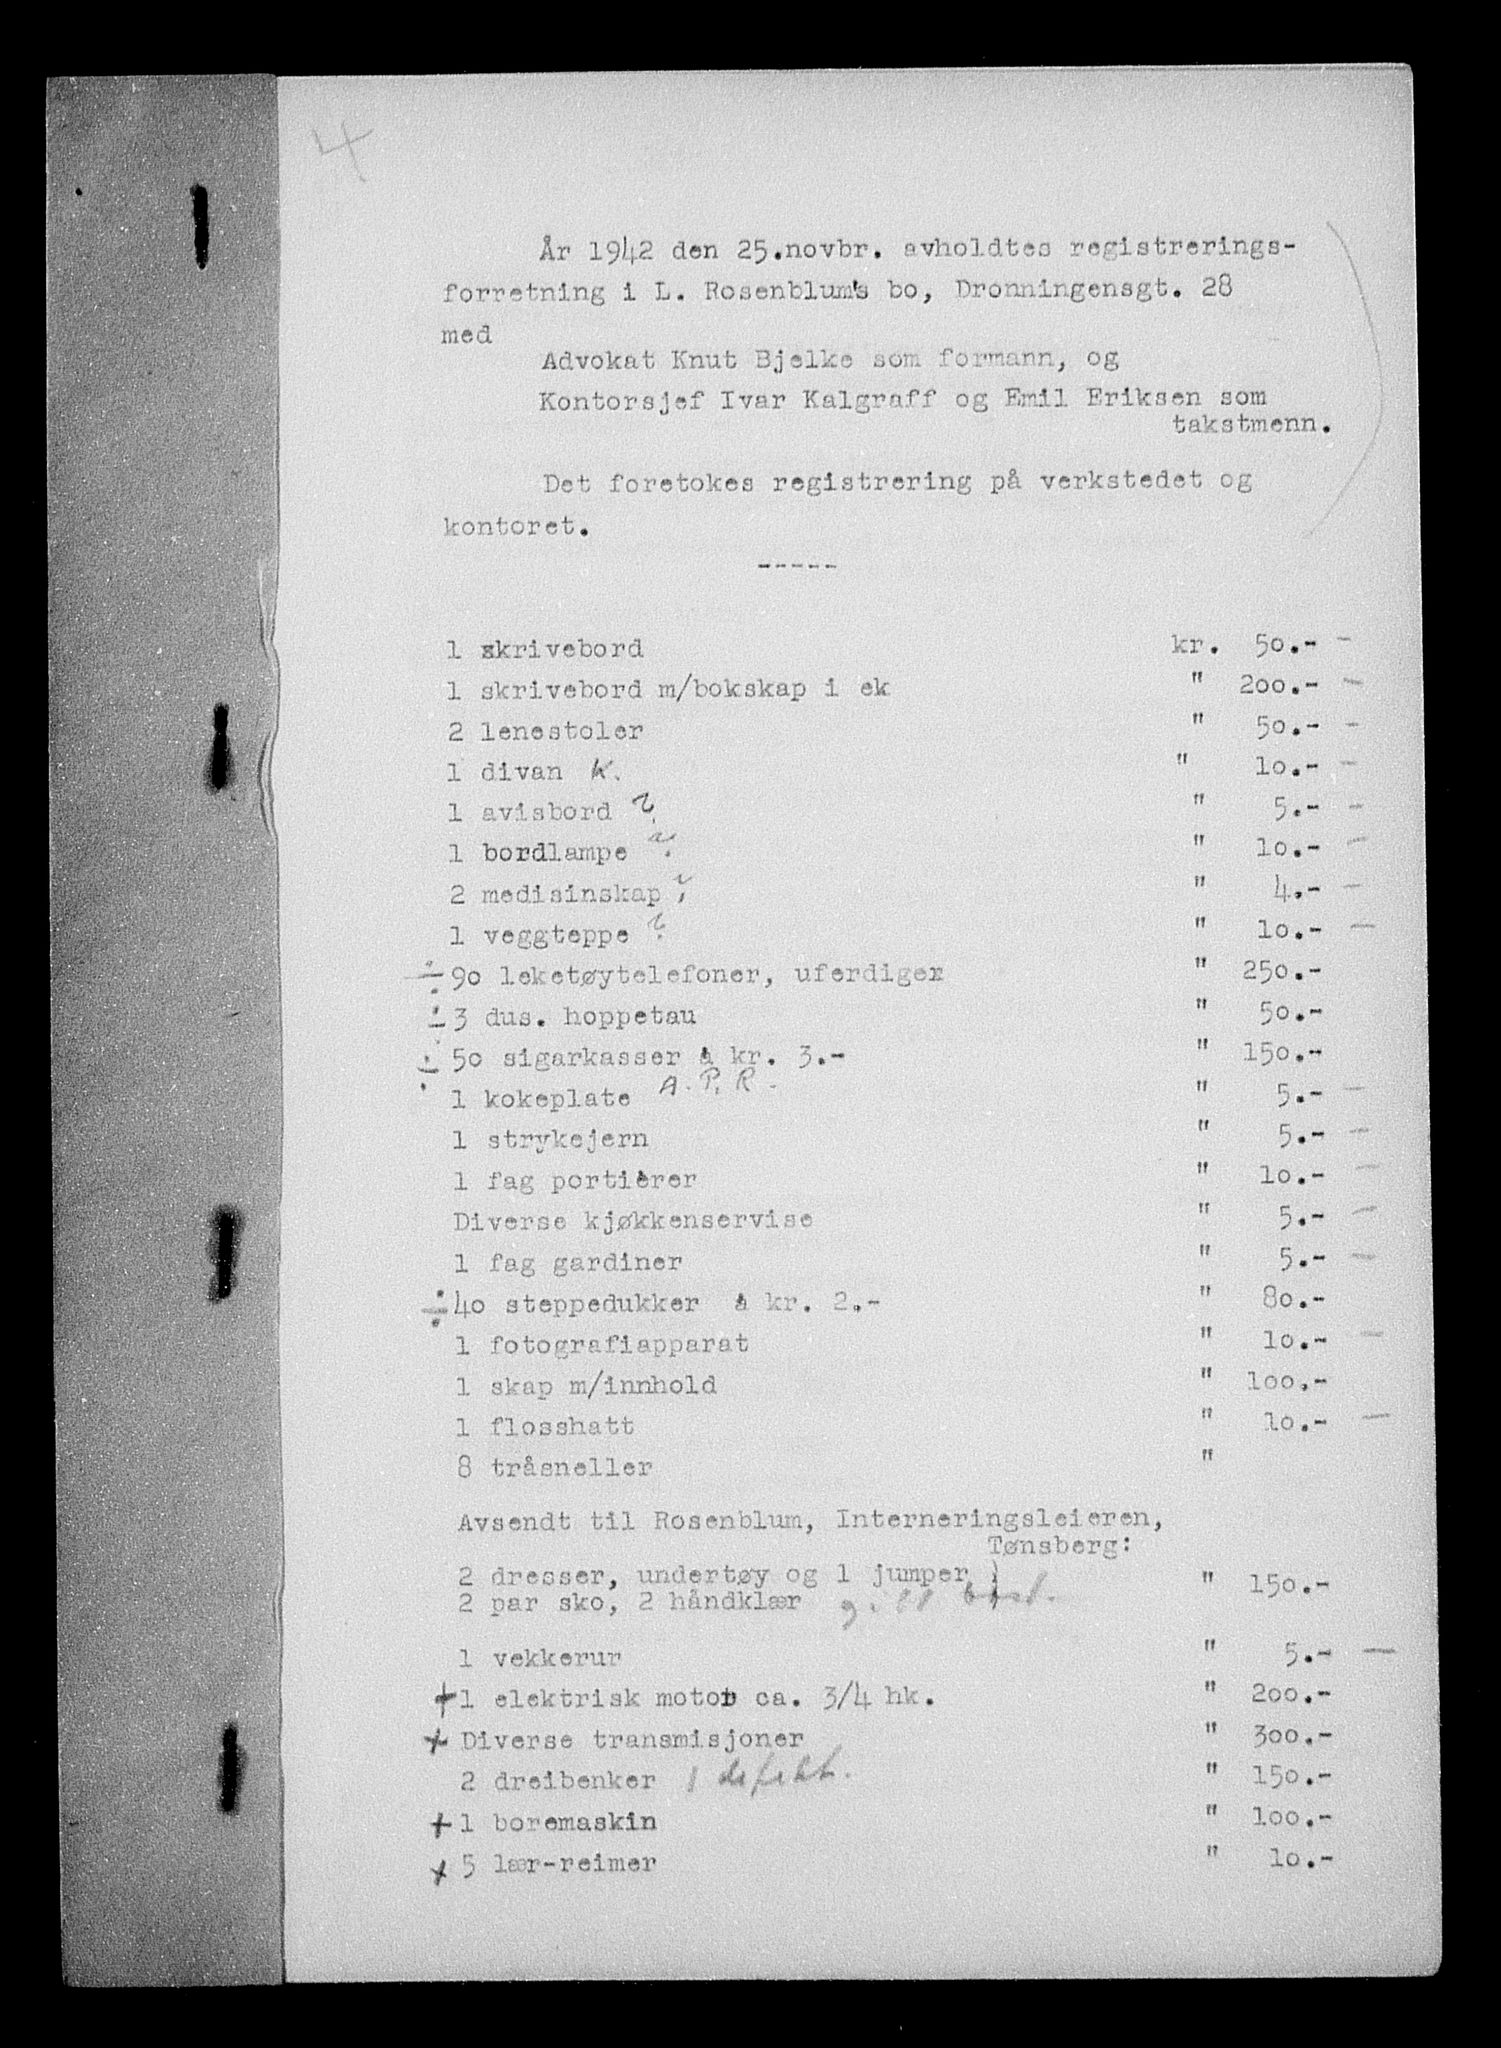 4
År 1942 den 25.novbr. avholdtes registrerings-
forretning i L. Rosenblum's bo, Dronningensgt. 28
med
Advokat Knut Bjelke som formann, og
Kontorsjef Ivar Kalgraff og Emil Eriksen som
takstmenn.
Det foretokes registrering på verkstedet og
kontoret.
-----
1 skrivebord kr. 50.- -
1 skrivebord m/bokskap i ek " 200.- -
2 lenestoler " 50.- -
1 divan K. " 10.- -
1 avisbord ? " 5.- -
1 bordlampe ? " 10.- -
2 medisinskap ? " 4.- -
1 veggteppe ? " 10.- -
÷ 90 leketøytelefoner, uferdiger " 250.-
÷ 3 dus. hoppetau " 50.-
÷ 50 sigarkasser à kr. 3.- " 150.-
1 kokeplate A.P.R. " 5.- -
1 strykejern " 5.- -
1 fag portièrer " 10.- -
Diverse kjøkkenservise " 5.- -
1 fag gardiner " 5.- -
÷ 40 steppedukker à kr. 2.- " 80.-
1 fotografiapparat " 10.- -
1 skap m/innhold " 100.-
1 flosshatt " 10.- -
8 tråsneller "
Avsendt til Rosenblum, Interneringsleieren,
Tønsberg:
2 dresser, undertøy og 1 jumper )
2 par sko, 2 håndklær ) " 150.-
1 vekkerur " 5.- -
+ 1 elektrisk motor ca. 3/4 hk. " 200.-
+ Diverse transmisjoner " 300.-
2 dreibenker 1 defekt. " 150.-
+ 1 boremaskin " 100.-
+ 5 lær-reimer " 10.-